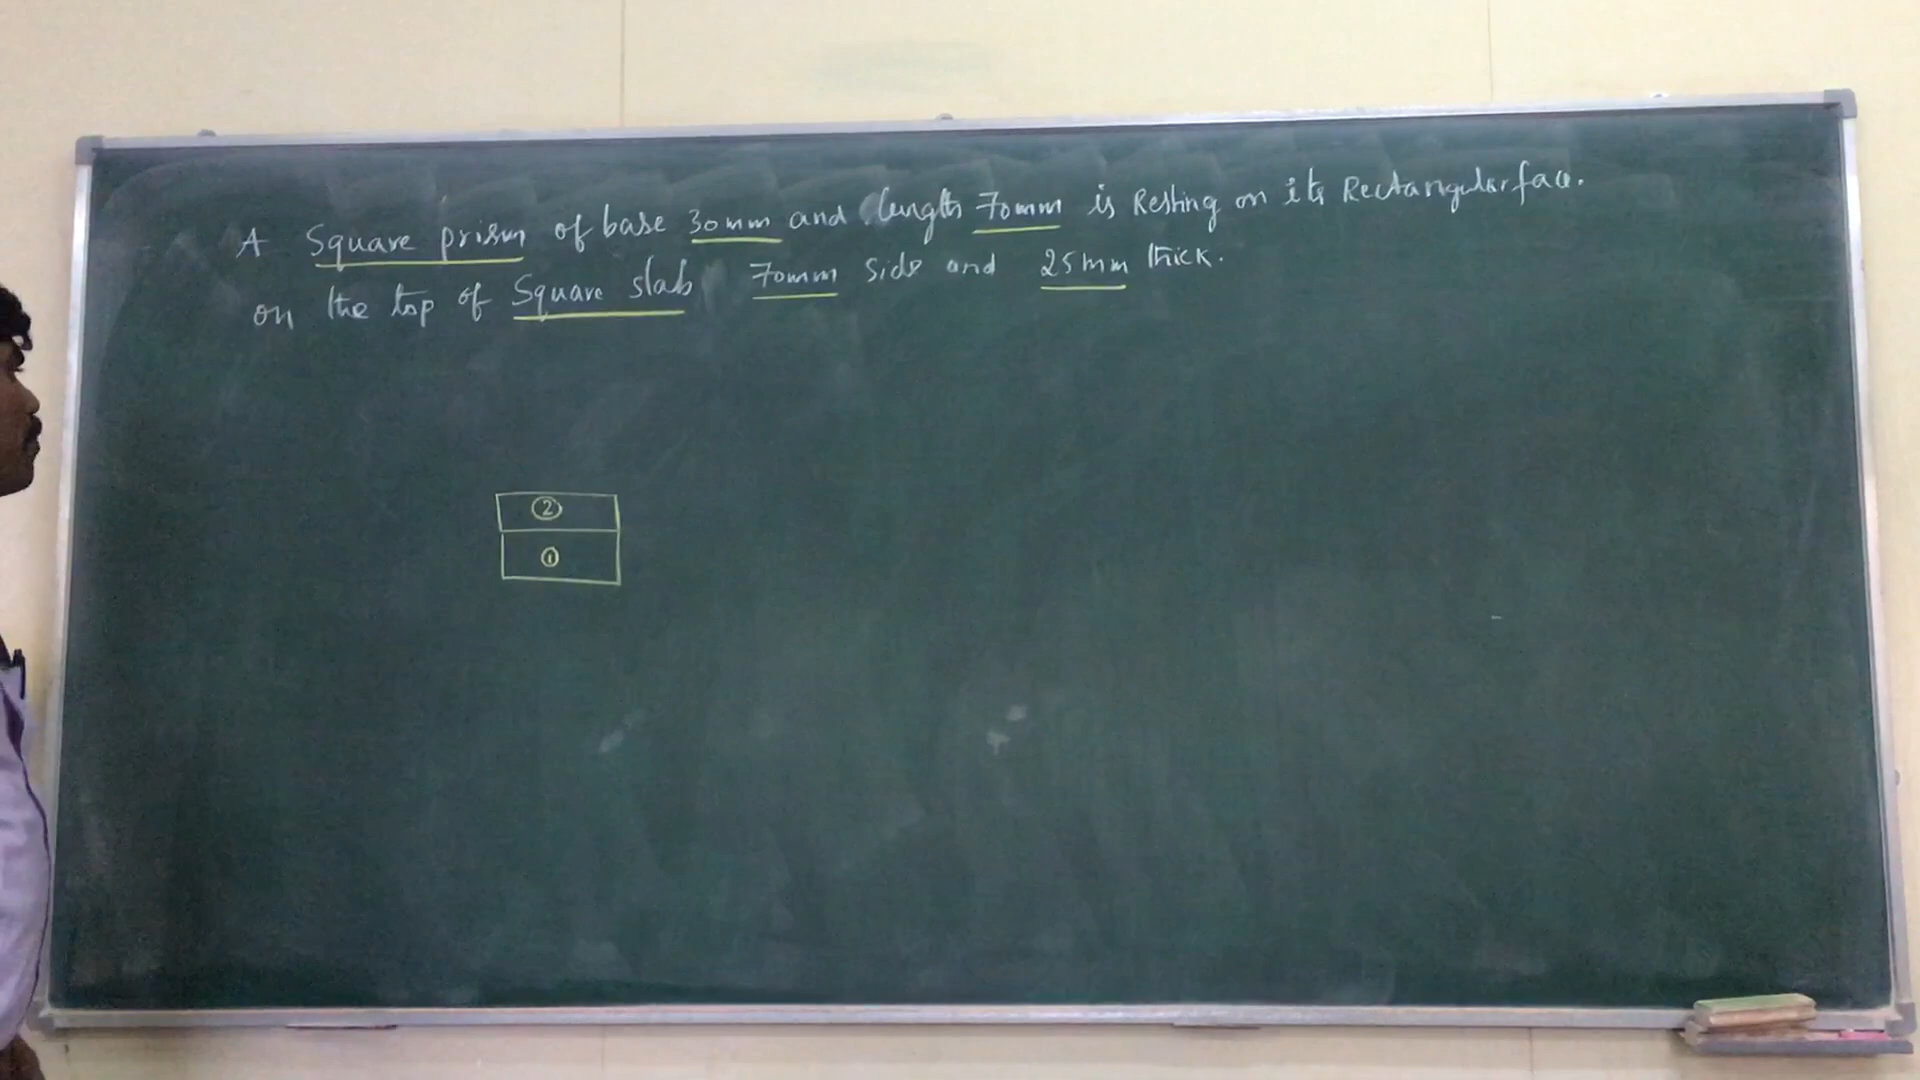 A Square prism of base 30mm and length 70mm is Resting on its Rectangular face.
on the top of Square slab 70mm side and 25mm thick.
②
①